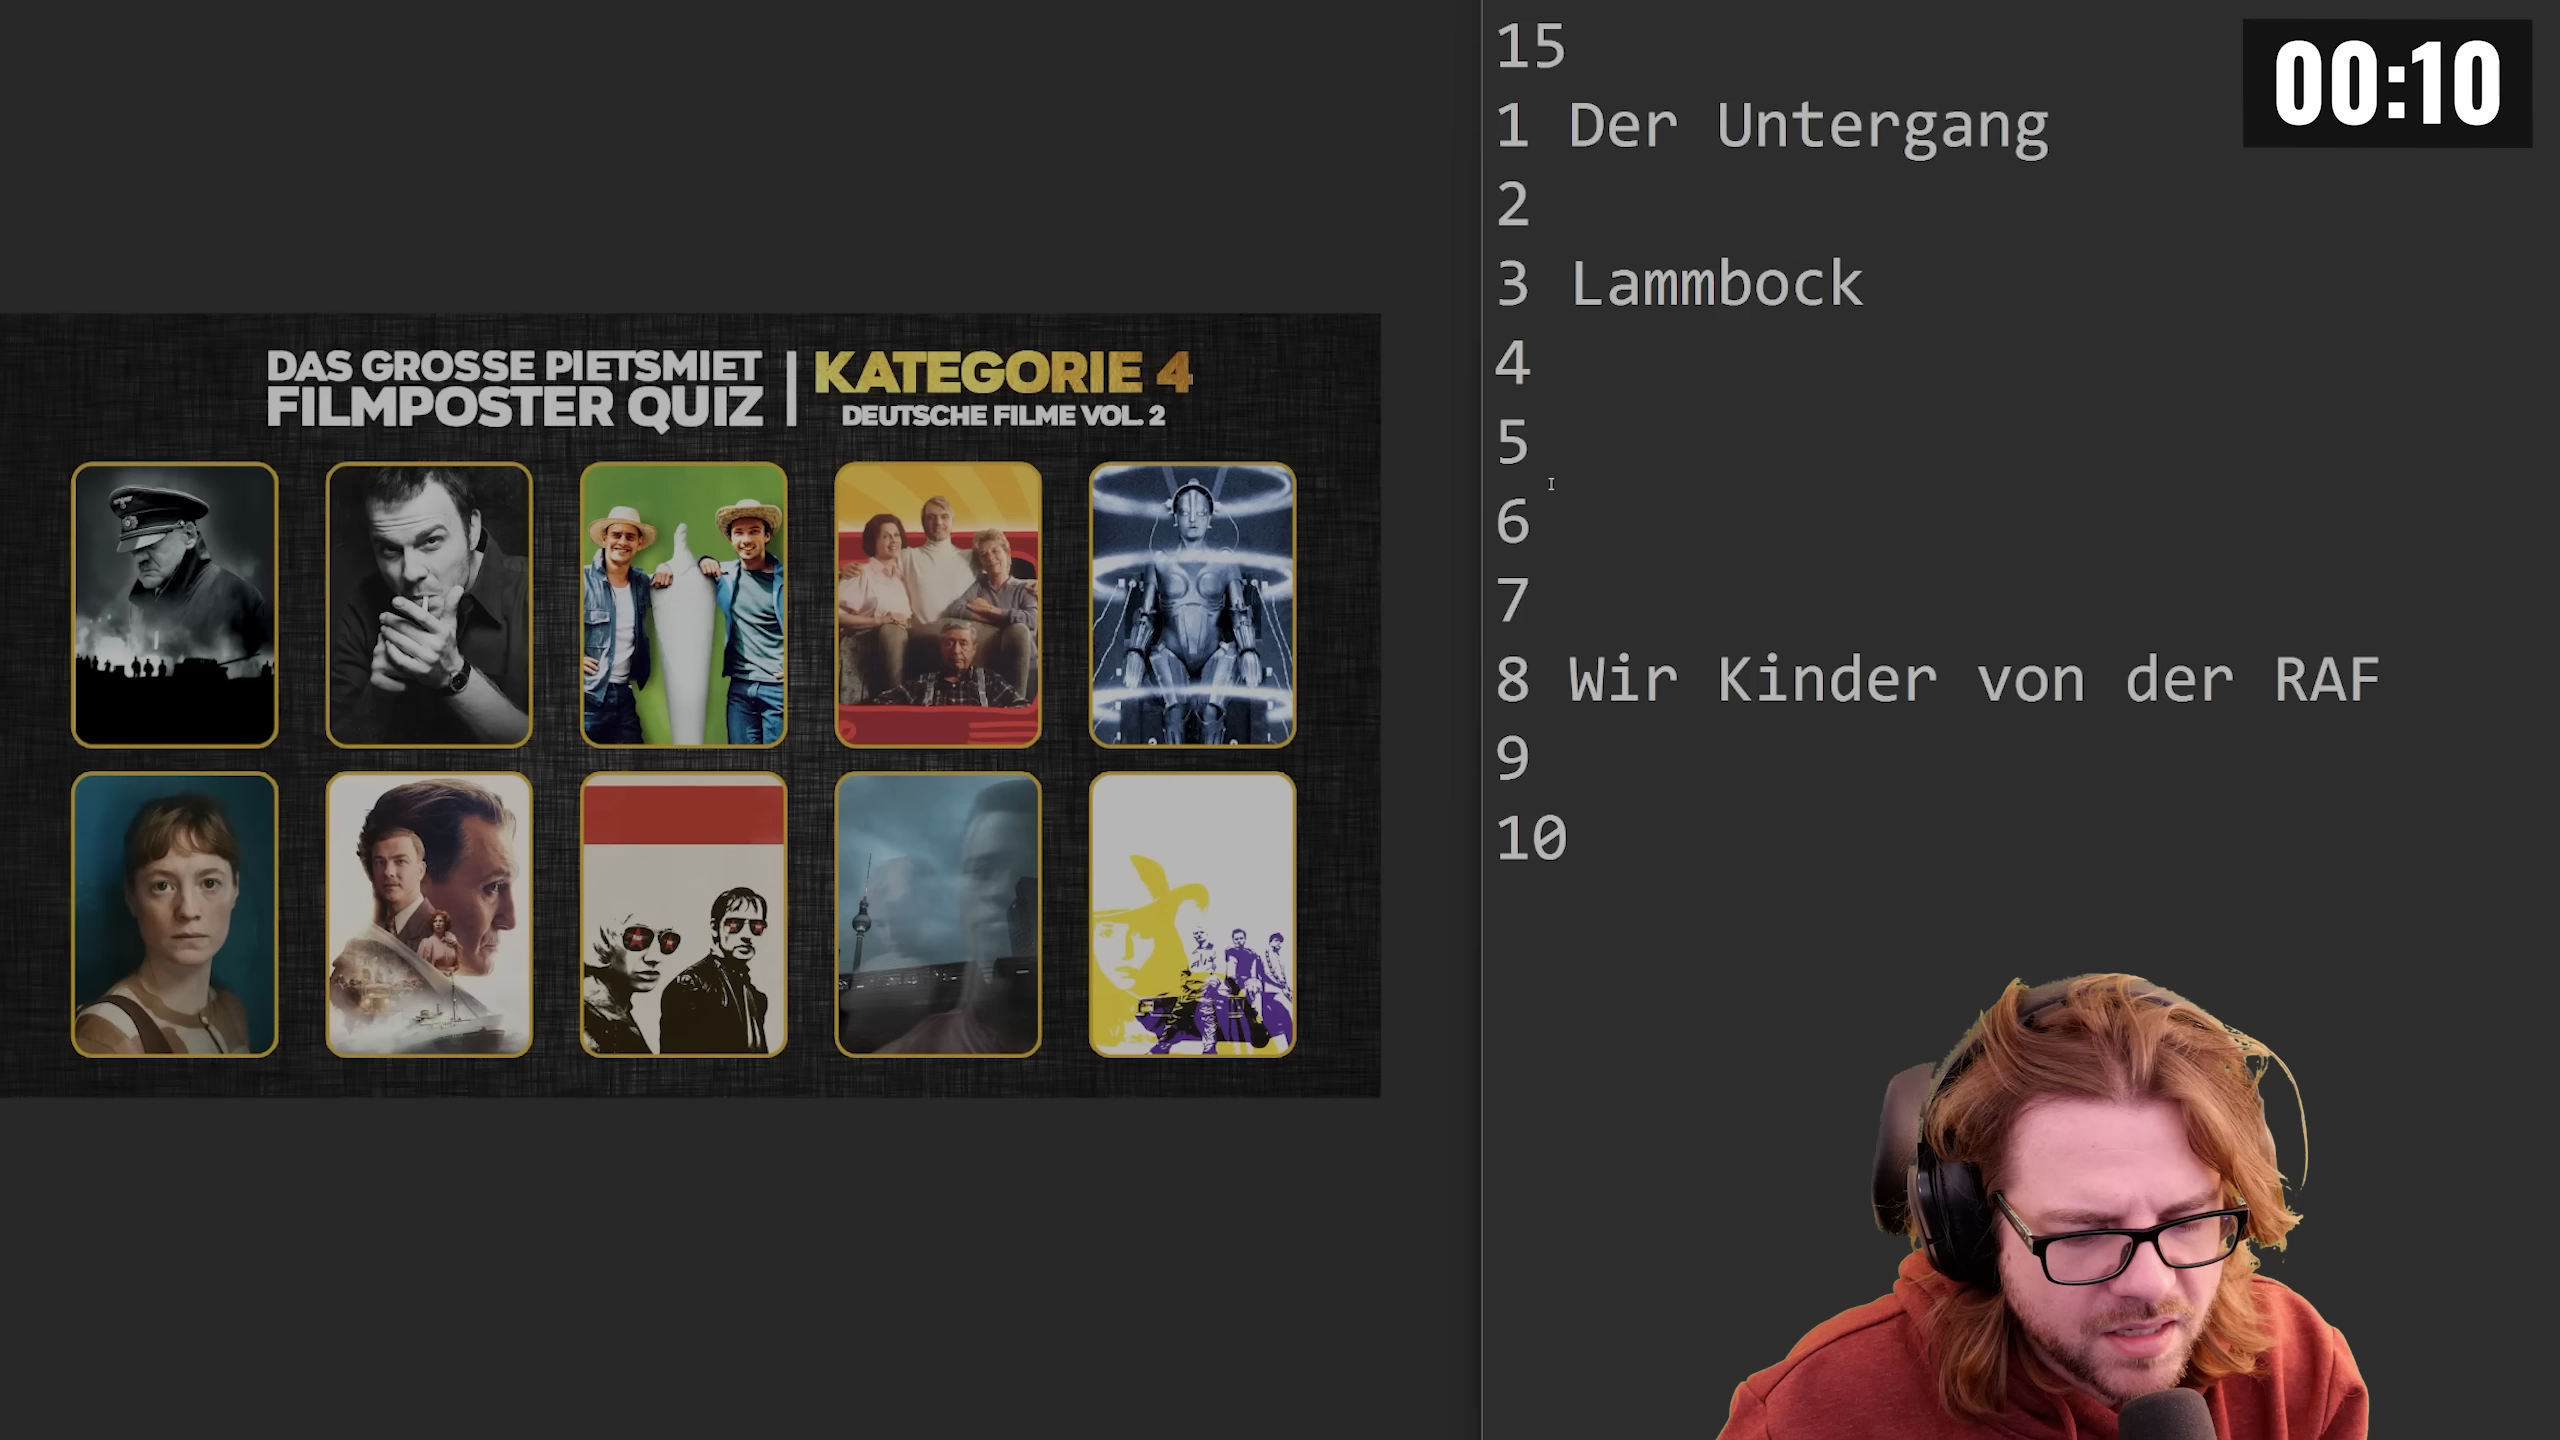 DAS GROSSE PIETSMIET
FILMPOSTER QUIZ
KATEGORIE 4
DEUTSCHE FILME VOL. 2
15
1 Der Untergang
2
3 Lammbock
4
5
6
7
8 Wir Kinder von der RAF
9
10
00:10